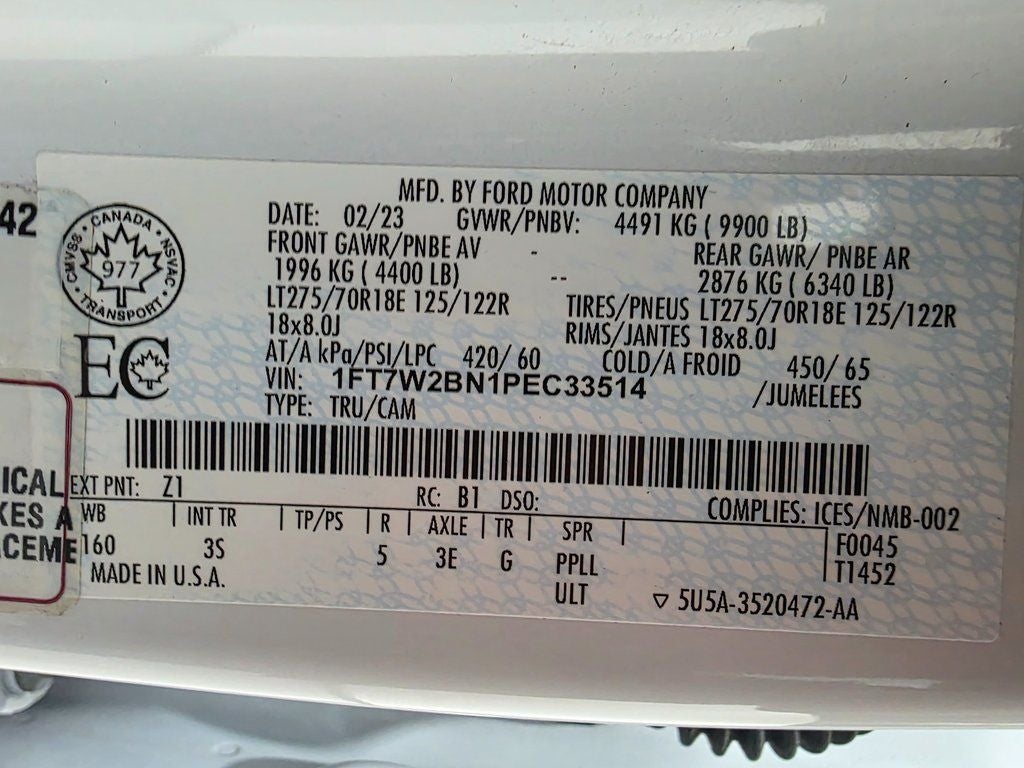 MFD. BY FORD MOTOR COMPANY
DATE: 02/23 GVWR/PNBV: 4491 KG ( 9900 LB)
FRONT GAWR/PNBE AV - REAR GAWR/ PNBE AR
1996 KG ( 4400 LB) -- 2876 KG ( 6340 LB)
LT275/70R18E 125/122R TIRES/PNEUS LT275/70R18E 125/122R
18x8.0J RIMS/JANTES 18x8.0J
AT/A kPa/PSI/LPC 420/ 60 COLD/A FROID 450/ 65
VIN: 1FT7W2BN1PEC33514 /JUMELEES
TYPE: TRU/CAM
42
CANADA
CMVSS 977 NSVAC
TRANSPORT
EC
EXT PNT: Z1 RC: B1 DSO: COMPLIES: ICES/NMB-002
WB | INT TR | TP/PS | R | AXLE | TR | SPR | F0045
160 3S 5 3E G PPLL T1452
MADE IN U.S.A. ULT ▽ 5U5A-3520472-AA
ICAL
KES A
CEME